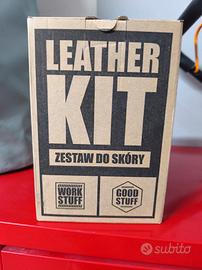 LEATHER
KIT
ZESTAW DO SKÓRY
WORK
STUFF
GOOD
STUFF
subito